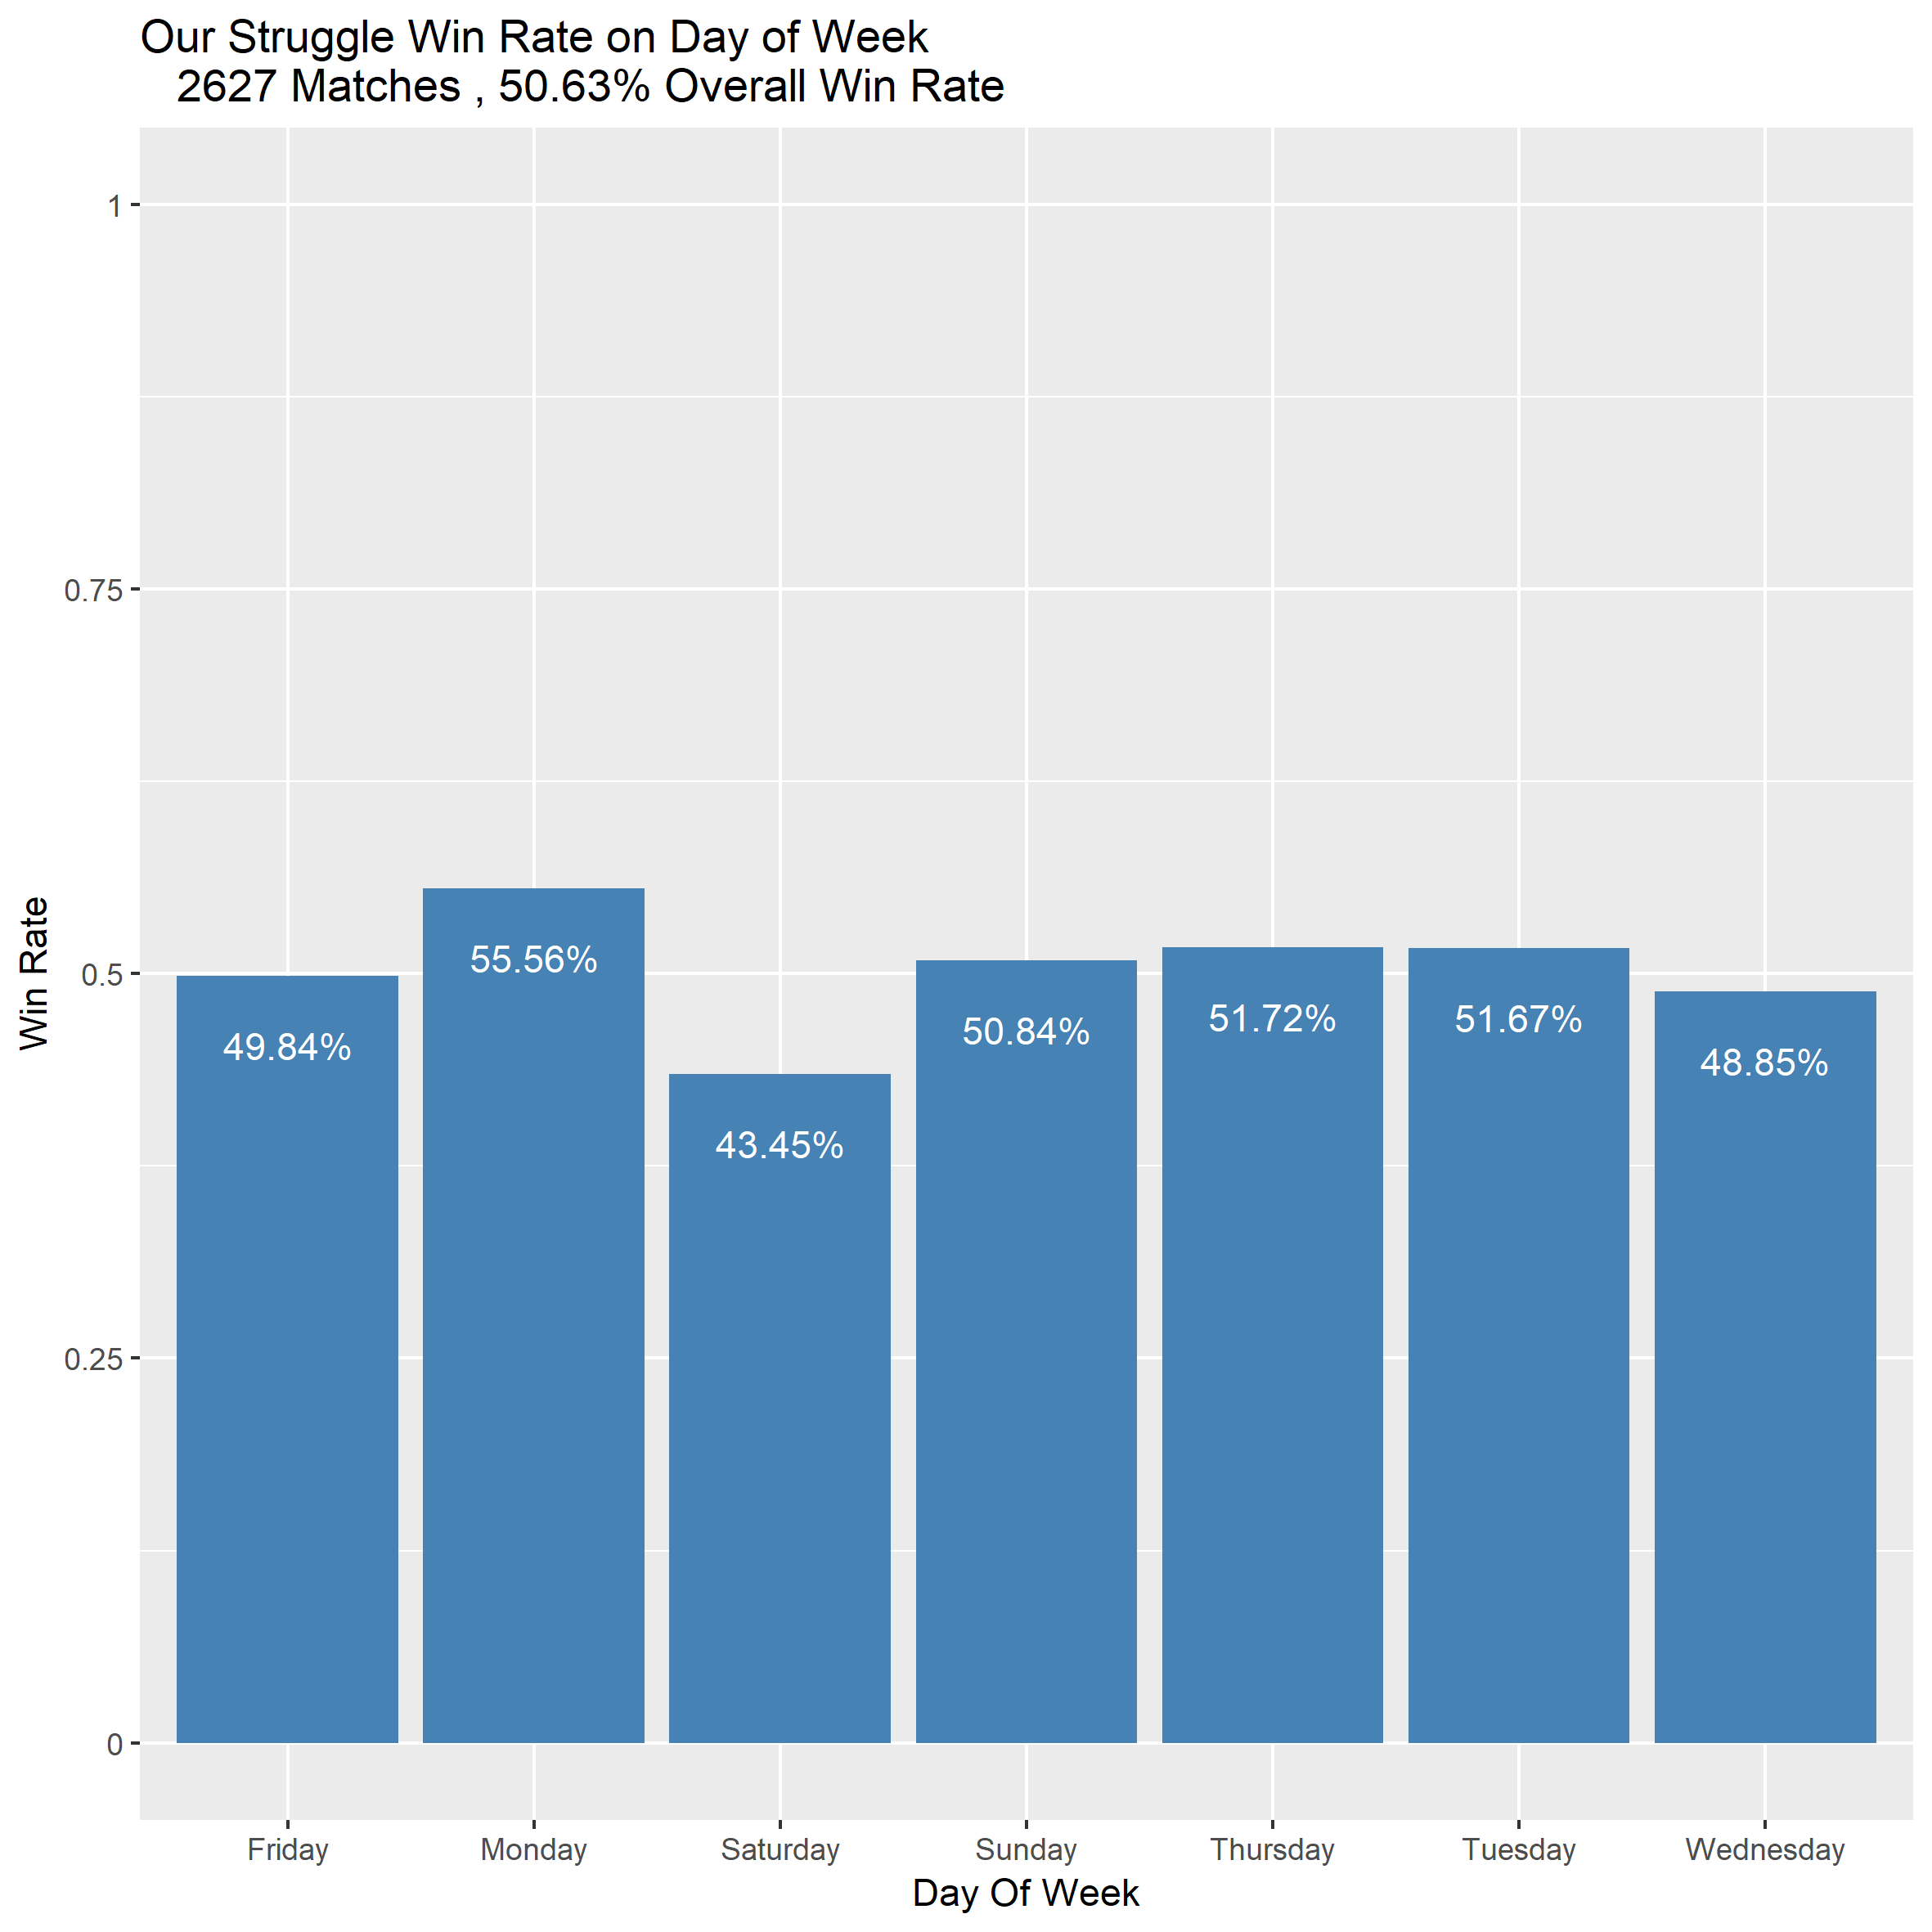 Our Struggle Win Rate on Day of Week
2627 Matches , 50.63% Overall Win Rate
Win Rate
1
0.75
0.5
0.25
0
49.84%
55.56%
43.45%
50.84%
51.72%
51.67%
48.85%
Friday Monday Saturday Sunday Thursday Tuesday Wednesday
Day Of Week